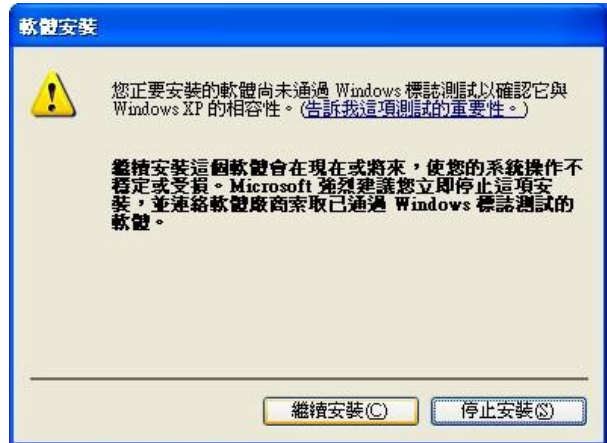 軟體安裝
您正要安裝的軟體尚未通過 Windows 標誌測試以確認它與
Windows XP 的相容性。(告訴我這項測試的重要性。)
繼續安裝這個軟體會在現在或將來，使您的系統操作不
穩定或受損。Microsoft 強烈建議您立即停止這項安
裝，並連絡軟體廠商索取已通過 Windows 標誌測試的
軟體。
繼續安裝(C)
停止安裝(S)